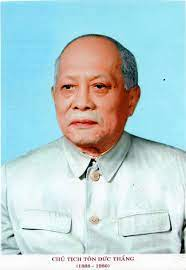 CHỦ TỊCH TÔN ĐỨC THẮNG
(1888 - 1980)